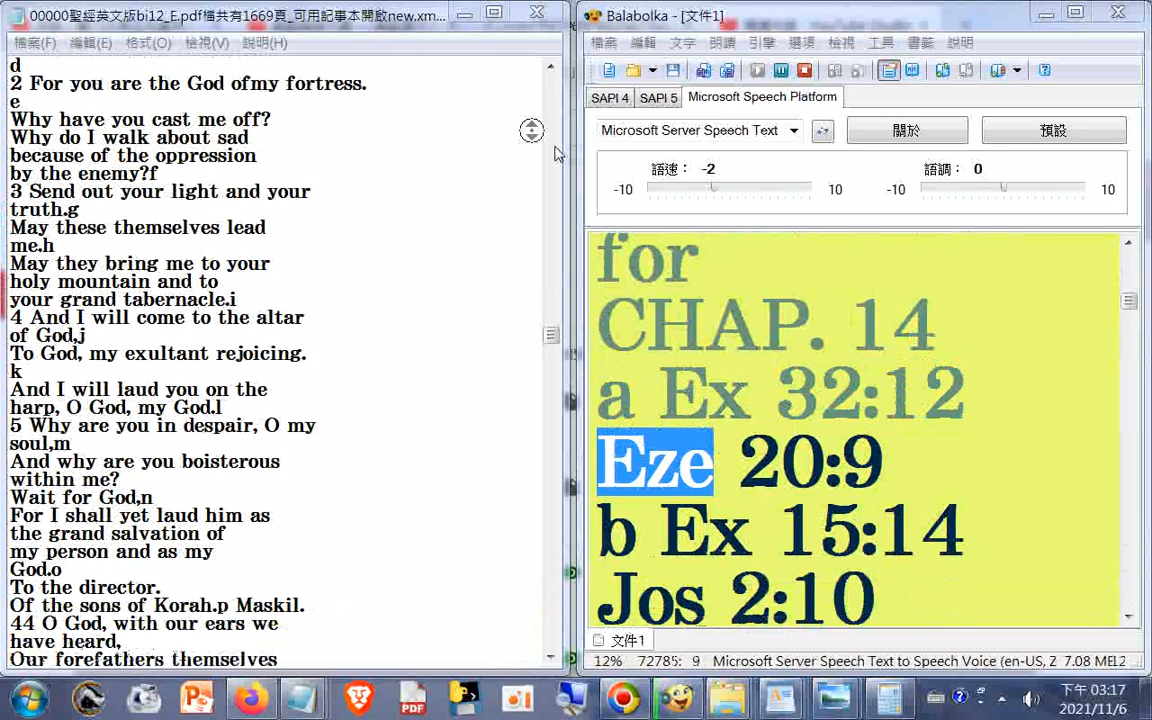 00000聖經英文版bi12_E.pdf檔共有1669頁_可用記事本開啟new.xm...
檔案(F) 編輯(E) 格式(O) 檢視(V) 說明(H)
d
2 For you are the God ofmy fortress.
e
Why have you cast me off?
Why do I walk about sad
because of the oppression
by the enemy?f
3 Send out your light and your
truth.g
May these themselves lead
me.h
May they bring me to your
holy mountain and to
your grand tabernacle.i
4 And I will come to the altar
of God,j
To God, my exultant rejoicing.
k
And I will laud you on the
harp, O God, my God.l
5 Why are you in despair, O my
soul,m
And why are you boisterous
within me?
Wait for God,n
For I shall yet laud him as
the grand salvation of
my person and as my
God.o
To the director.
Of the sons of Korah.p Maskil.
44 O God, with our ears we
have heard,
Our forefathers themselves
Balabolka - [文件1]
檔案 編輯 文字 朗讀 引擎 選項 檢視 工具 書籤 說明
SAPI 4 SAPI 5 Microsoft Speech Platform
Microsoft Server Speech Text 關於 預設
語速： -2 語調： 0
-10 10 -10 10
for
CHAP. 14
a Ex 32:12
Eze 20:9
b Ex 15:14
Jos 2:10
文件1
12% 72785: 9 Microsoft Server Speech Text to Speech Voice (en-US, Z 7.08 ME12
PDF
下午 03:17
2021/11/6